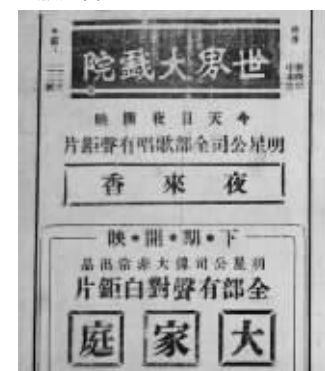 世界大戲院
今天日夜開映
明星公司全部歌唱有聲鉅片
夜來香
下•期•開•映
明星公司偉大非常出品
全部有聲對白鉅片
大家庭